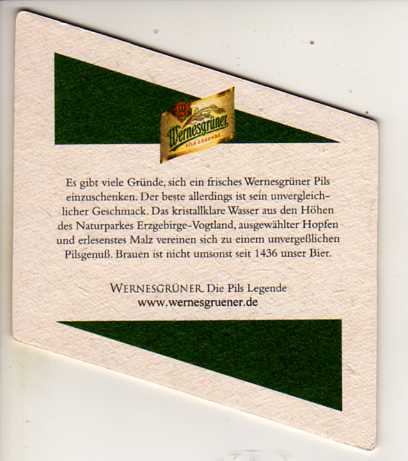 Wernesgrüner
PILS LEGENDE
Es gibt viele Gründe, sich ein frisches Wernesgrüner Pils
einzuschenken. Der beste allerdings ist sein unvergleich-
licher Geschmack. Das kristallklare Wasser aus den Höhen
des Naturparkes Erzgebirge-Vogtland, ausgewählter Hopfen
und erlesenstes Malz vereinen sich zu einem unvergeßlichen
Pilsgenuß. Brauen ist nicht umsonst seit 1436 unser Bier.
WERNESGRÜNER. Die Pils Legende
www.wernesgruener.de